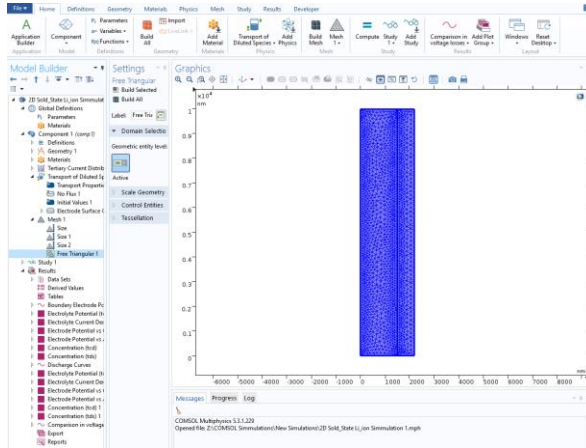 File
Home
Definitions
Geometry
Materials
Physics
Mesh
Study
Results
Developer
Application Builder
Component 1
Parameters
Variables
Functions
Import
LiveLink
Build All
Add Material
Transport of Diluted Species
Add Physics
Build Mesh
Mesh 1
Compute
Study 1
Add Study
Comparison in voltage losses
Add Plot Group
Windows
Reset Desktop
Application
Model
Definitions
Geometry
Materials
Physics
Mesh
Study
Results
Layout
Model Builder
2D Sold_State Li_ion Simmulat
Global Definitions
Parameters
Materials
Component 1 (comp1)
Definitions
Geometry 1
Materials
Tertiary Current Distrib
Transport of Diluted Sp
Transport Properti
No Flux 1
Initial Values 1
Electrode Surface C
Mesh 1
Size
Size 1
Size 2
Free Triangular 1
Study 1
Results
Data Sets
Derived Values
Tables
Boundary Electrode Po
Electrolyte Potential (t
Electrolyte Current Der
Electrode Potential vs
Electrode Potential vs
Concentration (tcd)
Concentration (tds)
Discharge Curves
Electrolyte Potential (t
Electrolyte Current Der
Electrode Potential vs
Electrode Potential vs
Concentration (tcd) 1
Concentration (tds) 1
Comparison in voltage
Export
Reports
Settings
Free Triangular
Build Selected
Build All
Label: Free Tri
Domain Selectio
Geometric entity level:
Active
Scale Geometry
Control Entities
Tessellation
Graphics
×10⁴
nm
1
0.9
0.8
0.7
0.6
0.5
0.4
0.3
0.2
0.1
0
-6000 -5000 -4000 -3000 -2000 -1000 0 1000 2000 3000 4000 5000 6000 7000 8000
nm
Messages Progress Log
COMSOL Multiphysics 5.3.1.229
Opened file: Z:\COMSOL Simmulations\New Simulations\2D Sold_State Li_ion Simmulation 1.mph